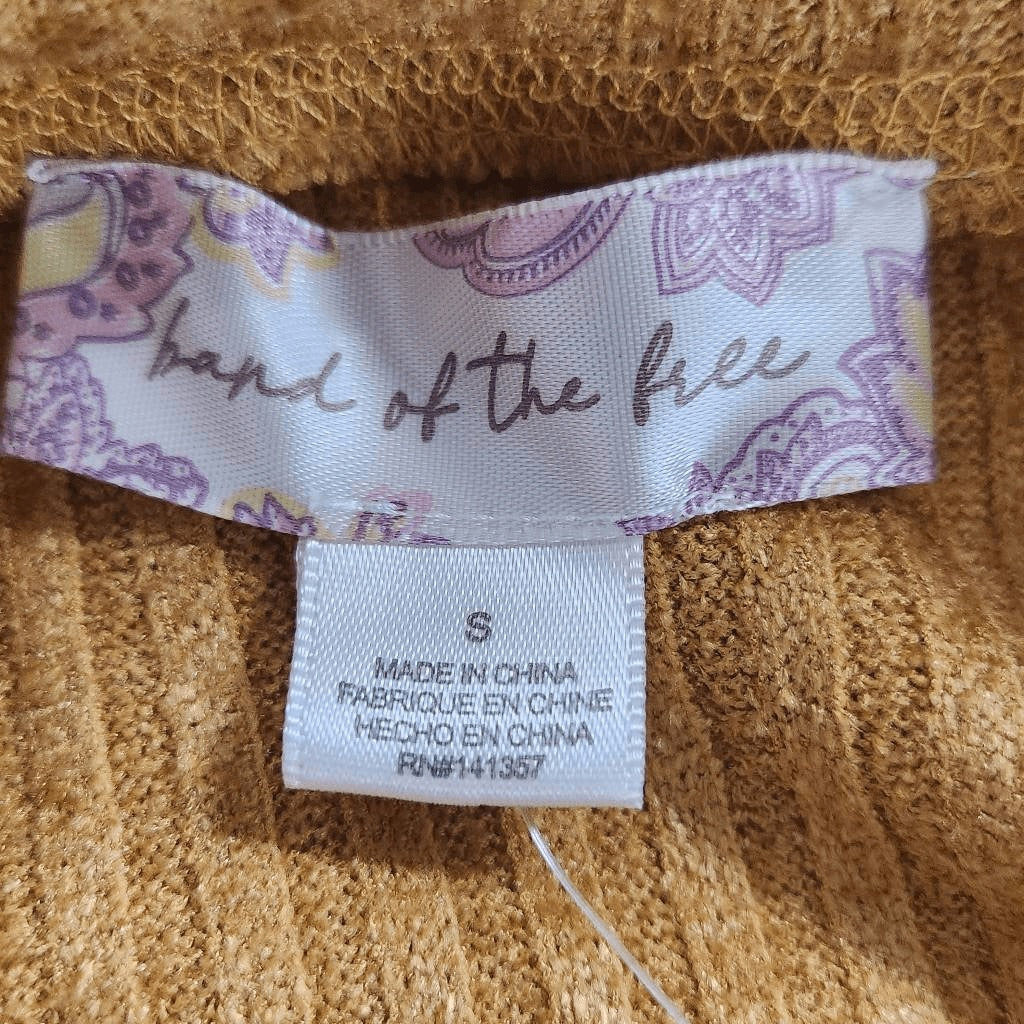 band of the free
S
MADE IN CHINA
FABRIQUE EN CHINE
HECHO EN CHINA
RN#141357